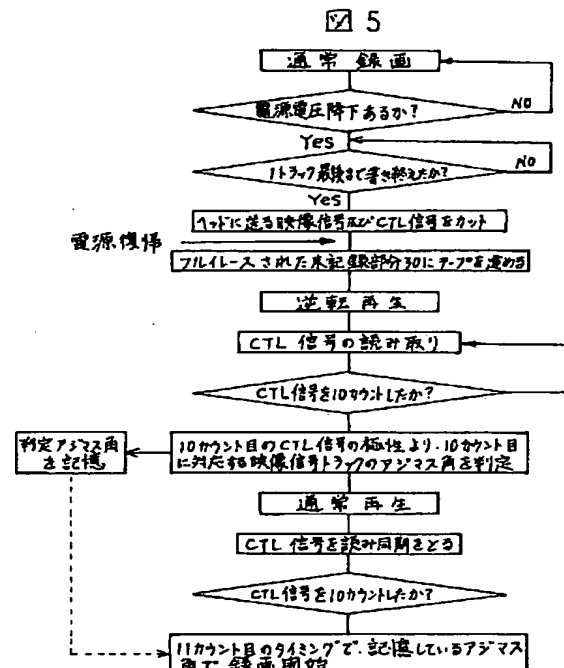 図 5
通常録画
電源電圧降下あるか?
NO
Yes
1トラック最後まで書き終えたか?
NO
Yes
ヘッドに送る映像信号及びCTL信号をカット
電源復帰
フルイレースされた未記録部分30にテープを進める
逆転再生
CTL信号の読み取り
CTL信号を10カウントしたか?
10カウント目のCTL信号の極性より、10カウント目
に対応する映像信号トラックのアジマス角を判定
判定アジマス角
を記憶
通常再生
CTL信号を読み同期をとる
CTL信号を10カウントしたか?
11カウント目のタイミングで、記憶しているアジマス
角で録画開始